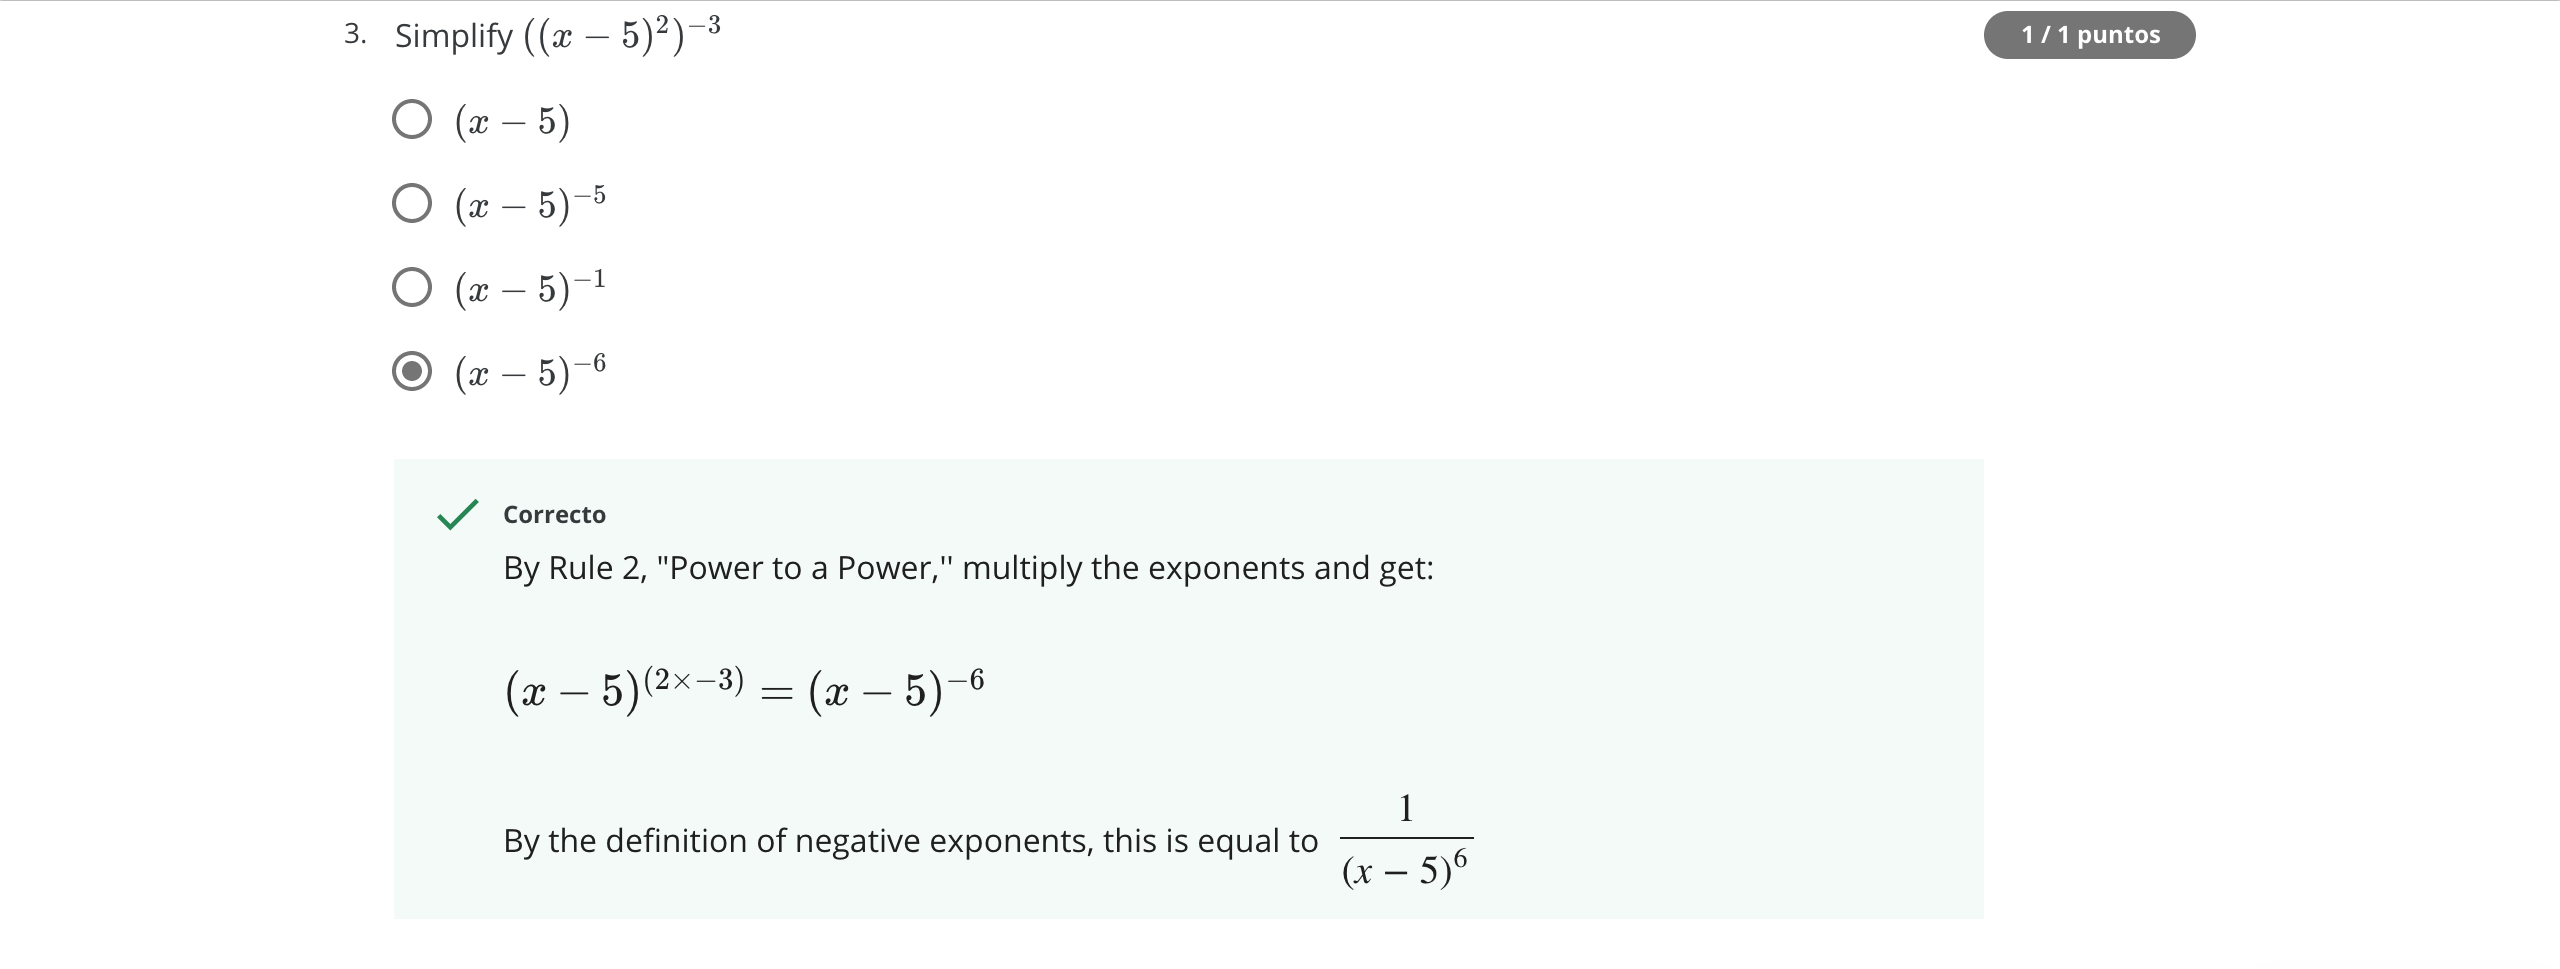 3. Simplify ((x − 5)²)⁻³
1 / 1 puntos
(x − 5)
(x − 5)⁻⁵
(x − 5)⁻¹
(x − 5)⁻⁶
Correcto
By Rule 2, "Power to a Power,'' multiply the exponents and get:
(x − 5)^(2×−3) = (x − 5)⁻⁶
By the definition of negative exponents, this is equal to 1/(x − 5)⁶